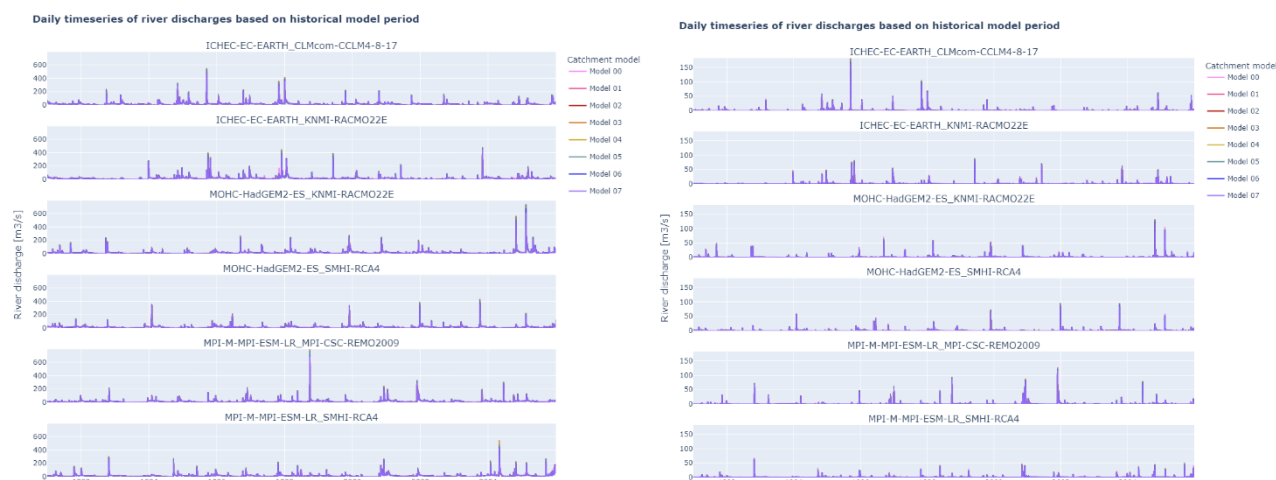 Daily timeseries of river discharges based on historical model period
ICHEC-EC-EARTH_CLMcom-CCLM4-8-17
600
400
200
0
ICHEC-EC-EARTH_KNMI-RACMO22E
600
400
200
0
MOHC-HadGEM2-ES_KNMI-RACMO22E
600
400
200
0
MOHC-HadGEM2-ES_SMHI-RCA4
600
400
200
0
MPI-M-MPI-ESM-LR_MPI-CSC-REMO2009
600
400
200
0
MPI-M-MPI-ESM-LR_SMHI-RCA4
600
400
200
0
River discharge [m3/s]
Catchment model
Model 00
Model 01
Model 02
Model 03
Model 04
Model 05
Model 06
Model 07
Daily timeseries of river discharges based on historical model period
ICHEC-EC-EARTH_CLMcom-CCLM4-8-17
150
100
50
0
ICHEC-EC-EARTH_KNMI-RACMO22E
150
100
50
0
MOHC-HadGEM2-ES_KNMI-RACMO22E
150
100
50
0
MOHC-HadGEM2-ES_SMHI-RCA4
150
100
50
0
MPI-M-MPI-ESM-LR_MPI-CSC-REMO2009
150
100
50
0
MPI-M-MPI-ESM-LR_SMHI-RCA4
150
100
50
0
River discharge [m3/s]
Catchment model
Model 00
Model 01
Model 02
Model 03
Model 04
Model 05
Model 06
Model 07